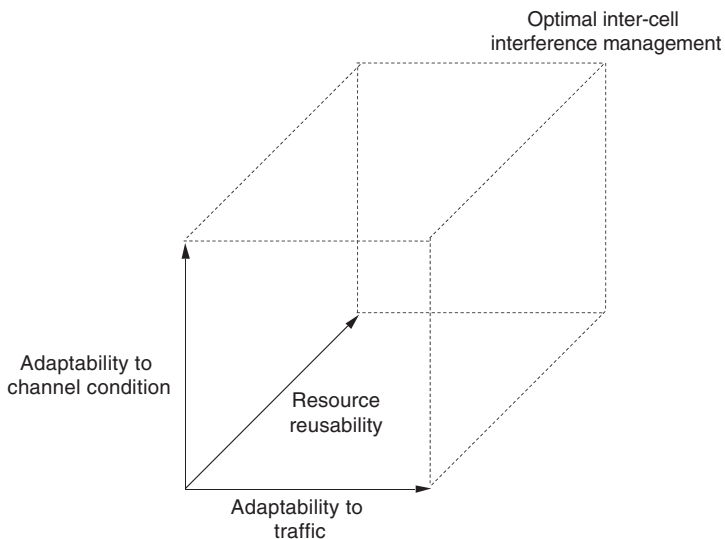 Optimal inter-cell
interference management
Adaptability to
channel condition
Resource
reusability
Adaptability to
traffic